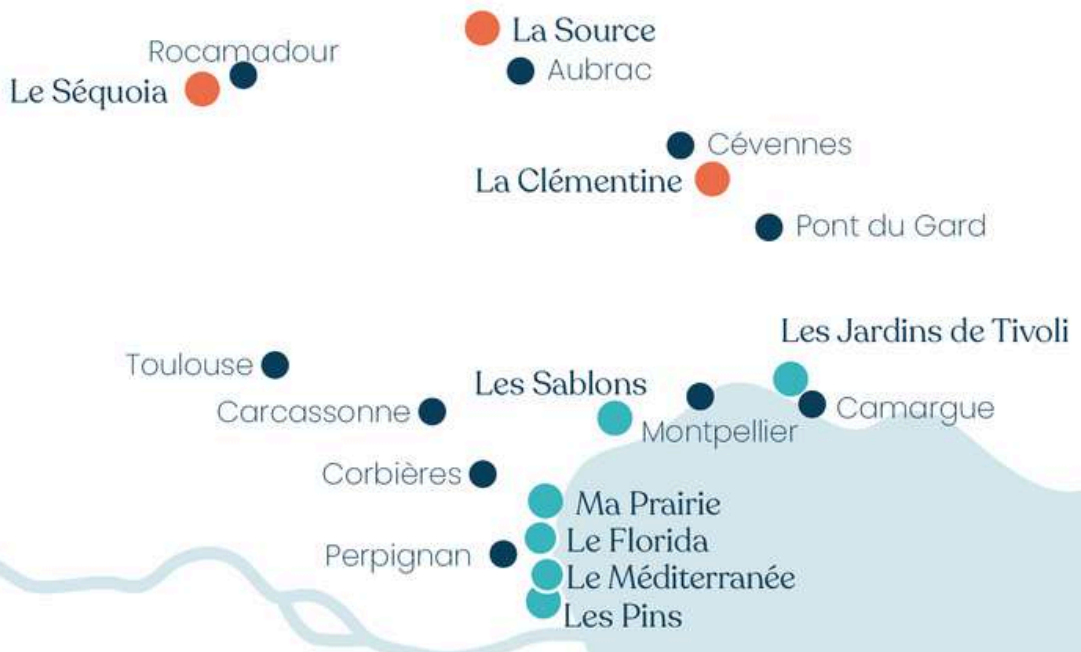 La Source
Rocamadour
Aubrac
Le Séquoia
Cévennes
La Clémentine
Pont du Gard
Les Jardins de Tivoli
Toulouse
Les Sablons
Carcassonne
Camargue
Montpellier
Corbières
Ma Prairie
Le Florida
Perpignan
Le Méditerranée
Les Pins